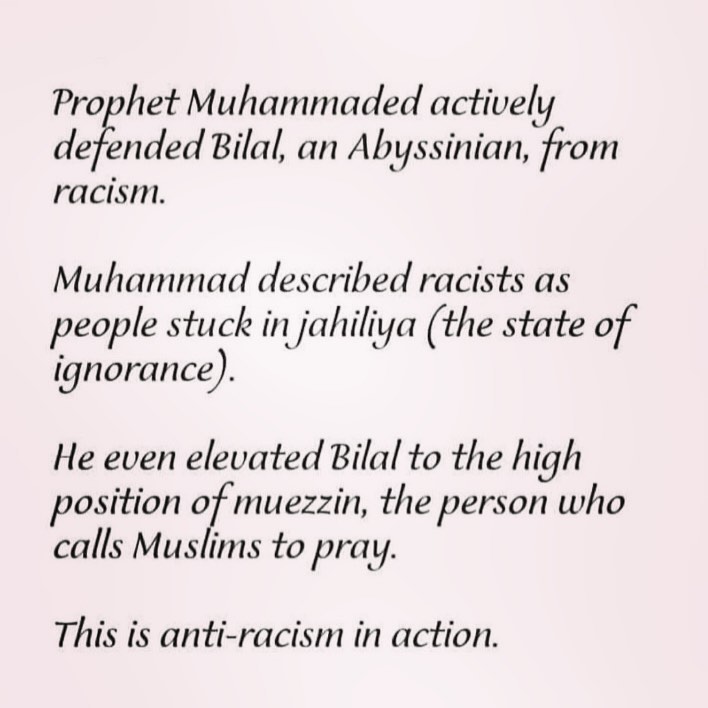 Prophet Muhammaded actively
defended Bilal, an Abyssinian, from
racism.
Muhammad described racists as
people stuck in jahiliya (the state of
ignorance).
He even elevated Bilal to the high
position of muezzin, the person who
calls Muslims to pray.
This is anti-racism in action.